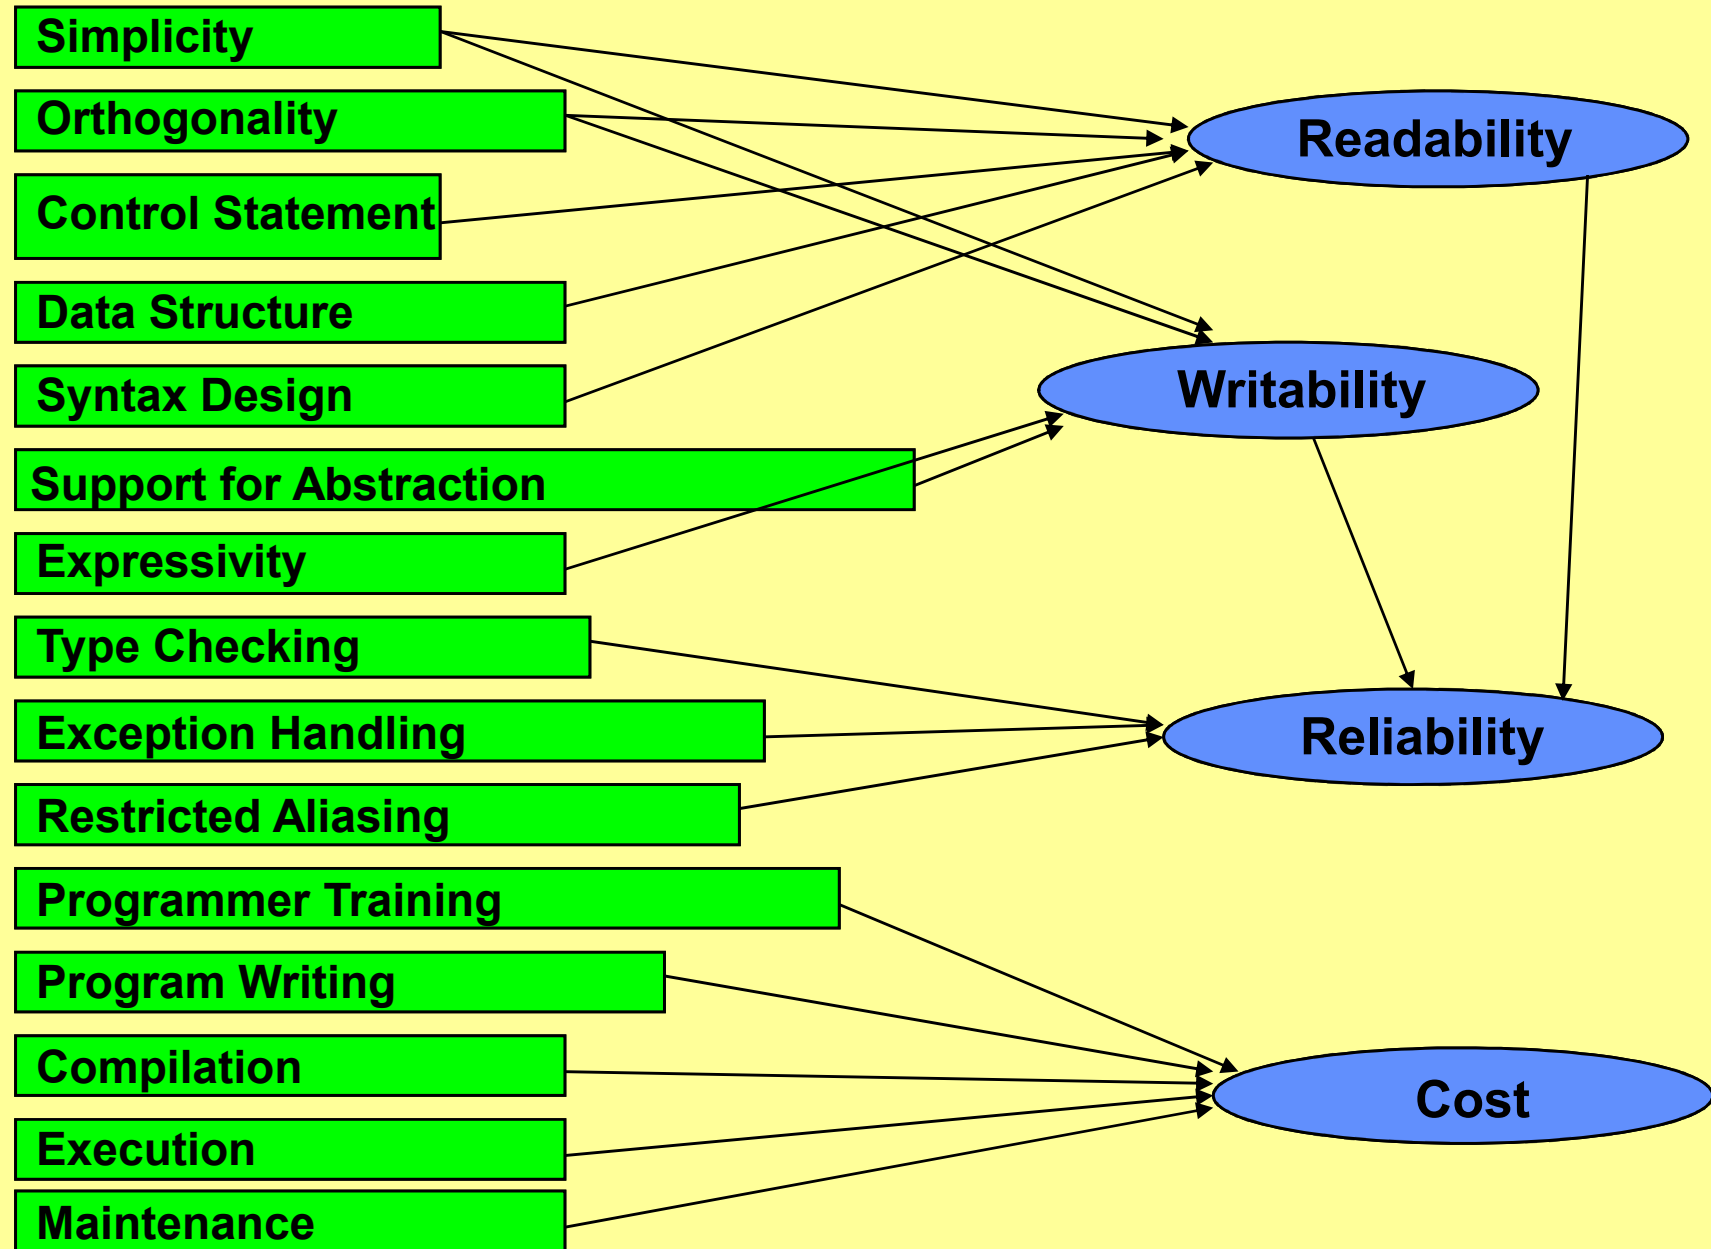 Simplicity
Orthogonality
Control Statement
Data Structure
Syntax Design
Support for Abstraction
Expressivity
Type Checking
Exception Handling
Restricted Aliasing
Programmer Training
Program Writing
Compilation
Execution
Maintenance
Readability
Writability
Reliability
Cost